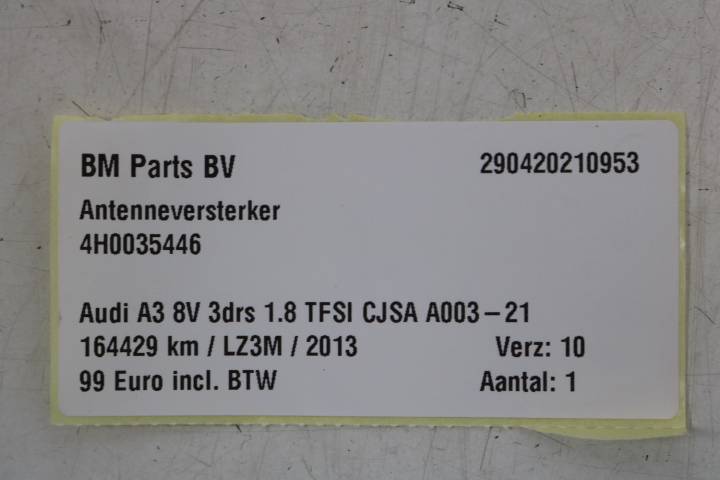 BM Parts BV 290420210953
Antenneversterker
4H0035446
Audi A3 8V 3drs 1.8 TFSI CJSA A003-21
164429 km / LZ3M / 2013 Verz: 10
99 Euro incl. BTW Aantal: 1